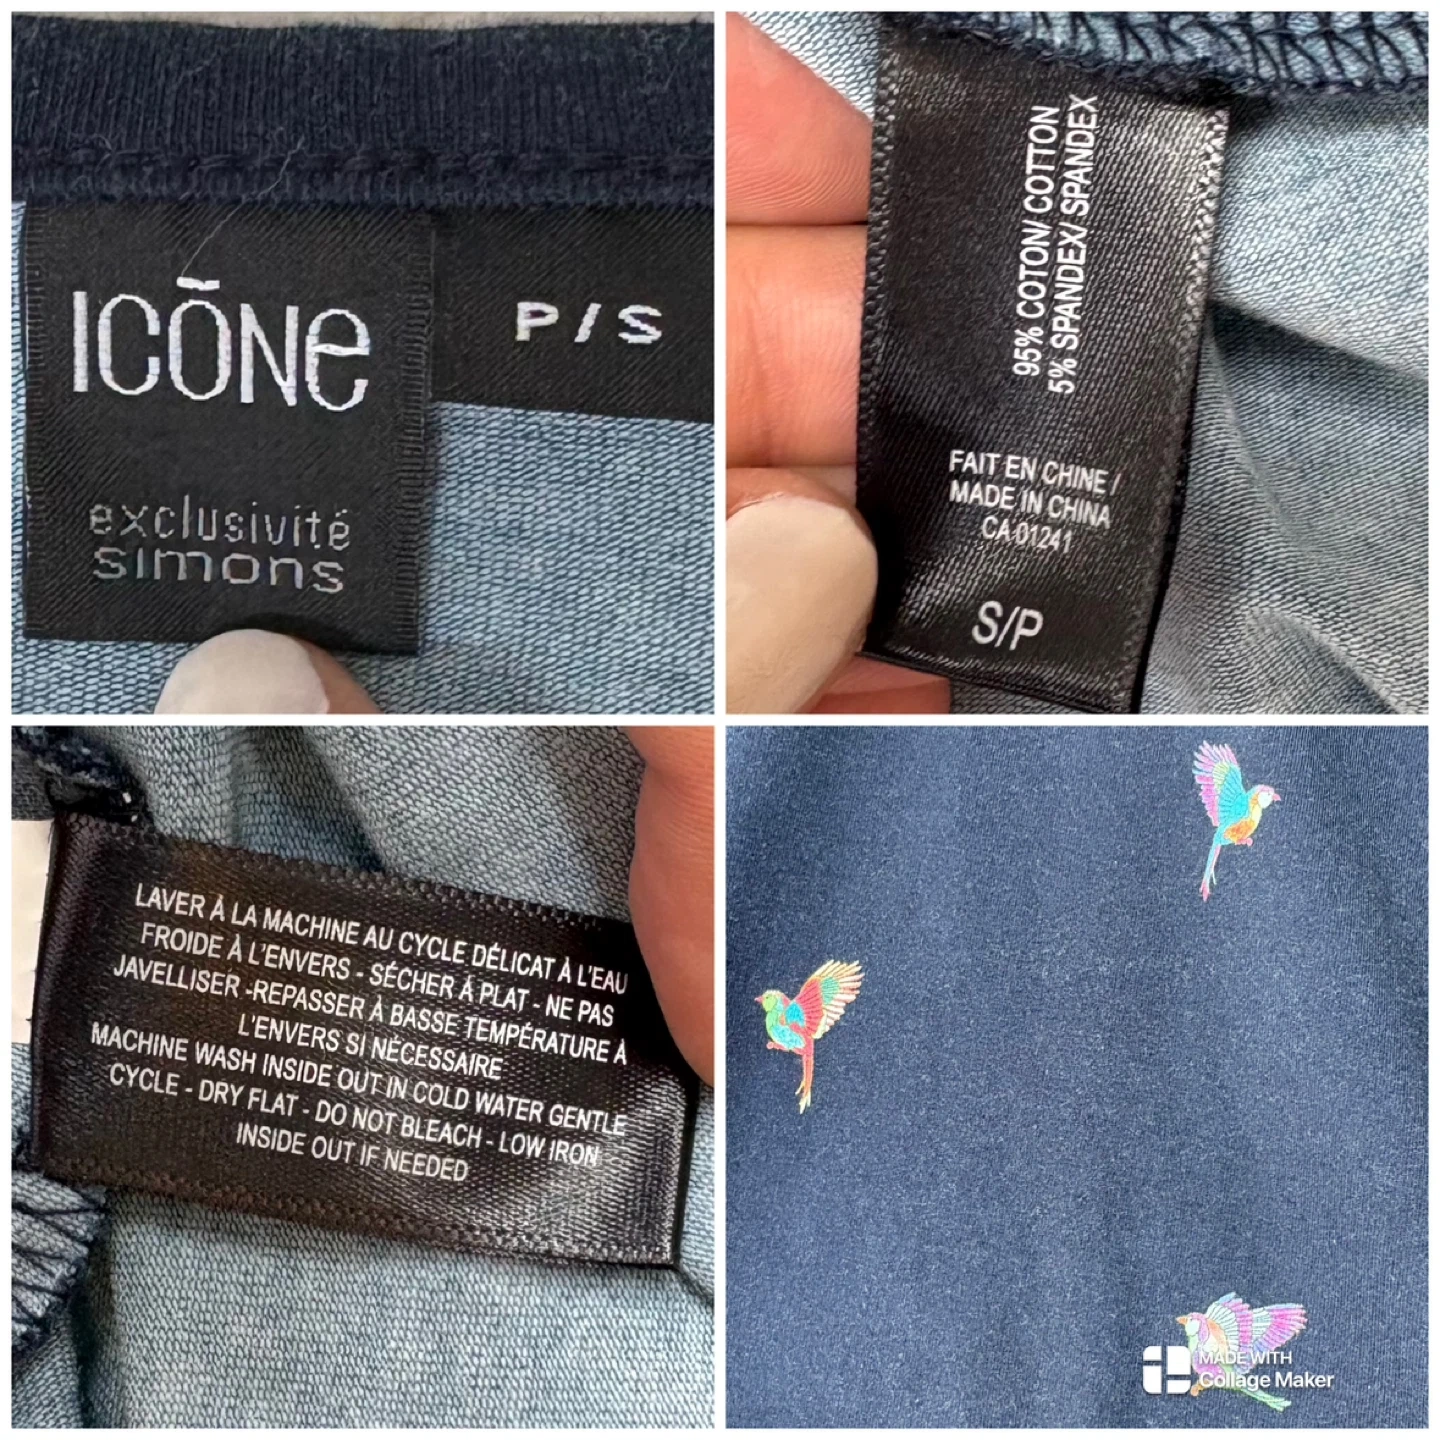 ICÔNe
exclusivité
simons
P/S
95% COTON/ COTTON
5% SPANDEX/ SPANDEX
FAIT EN CHINE /
MADE IN CHINA
CA 01241
S/P
LAVER À LA MACHINE AU CYCLE DÉLICAT À L'EAU
FROIDE À L'ENVERS - SÉCHER À PLAT - NE PAS
JAVELLISER -REPASSER À BASSE TEMPÉRATURE À
L'ENVERS SI NÉCESSAIRE
MACHINE WASH INSIDE OUT IN COLD WATER GENTLE
CYCLE - DRY FLAT - DO NOT BLEACH - LOW IRON
INSIDE OUT IF NEEDED
MADE WITH
Collage Maker